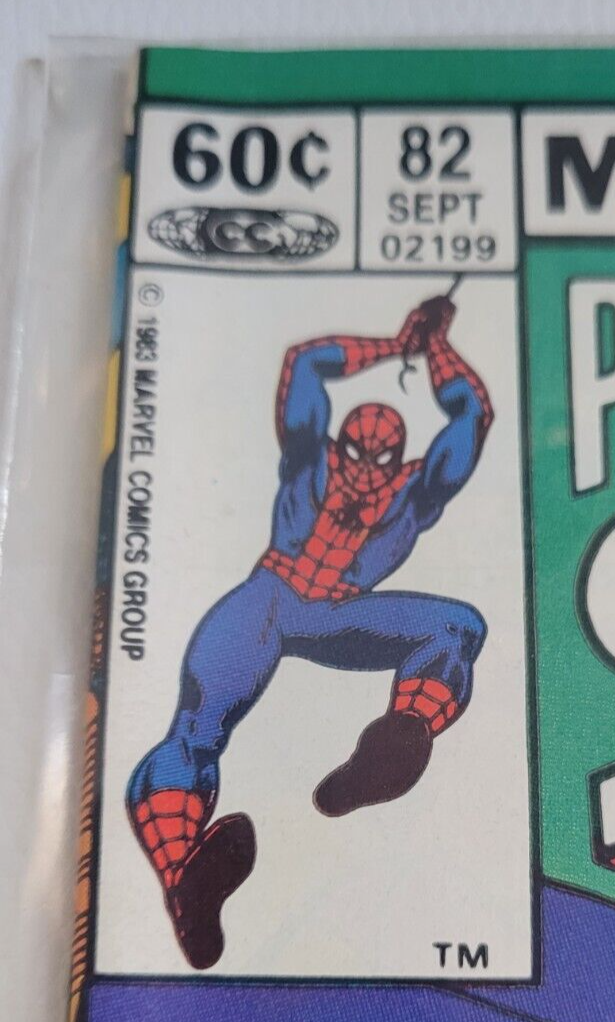 60¢
CC
82
SEPT
02199
M
© 1983 MARVEL COMICS GROUP
P
TM